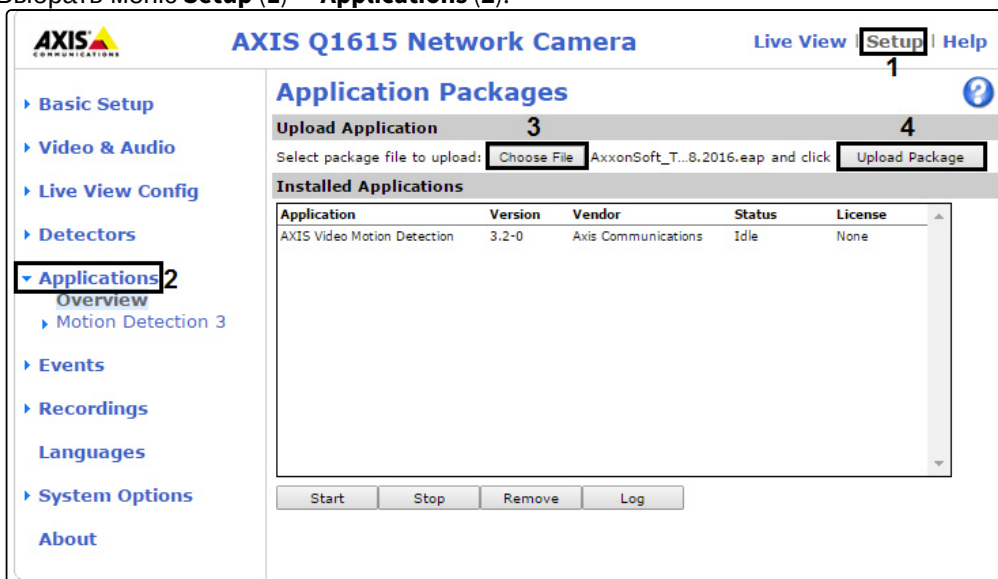 Выбрать меню Setup (1) – Applications (2).
AXIS
COMMUNICATIONS
AXIS Q1615 Network Camera
Live View | Setup | Help
1
Basic Setup
Video & Audio
Live View Config
Detectors
Applications 2
Overview
Motion Detection 3
Events
Recordings
Languages
System Options
About
Application Packages
?
Upload Application
3
4
Select package file to upload: Choose File AxxonSoft_T...8.2016.eap and click Upload Package
Installed Applications
Application Version Vendor Status License
AXIS Video Motion Detection 3.2-0 Axis Communications Idle None
Start Stop Remove Log